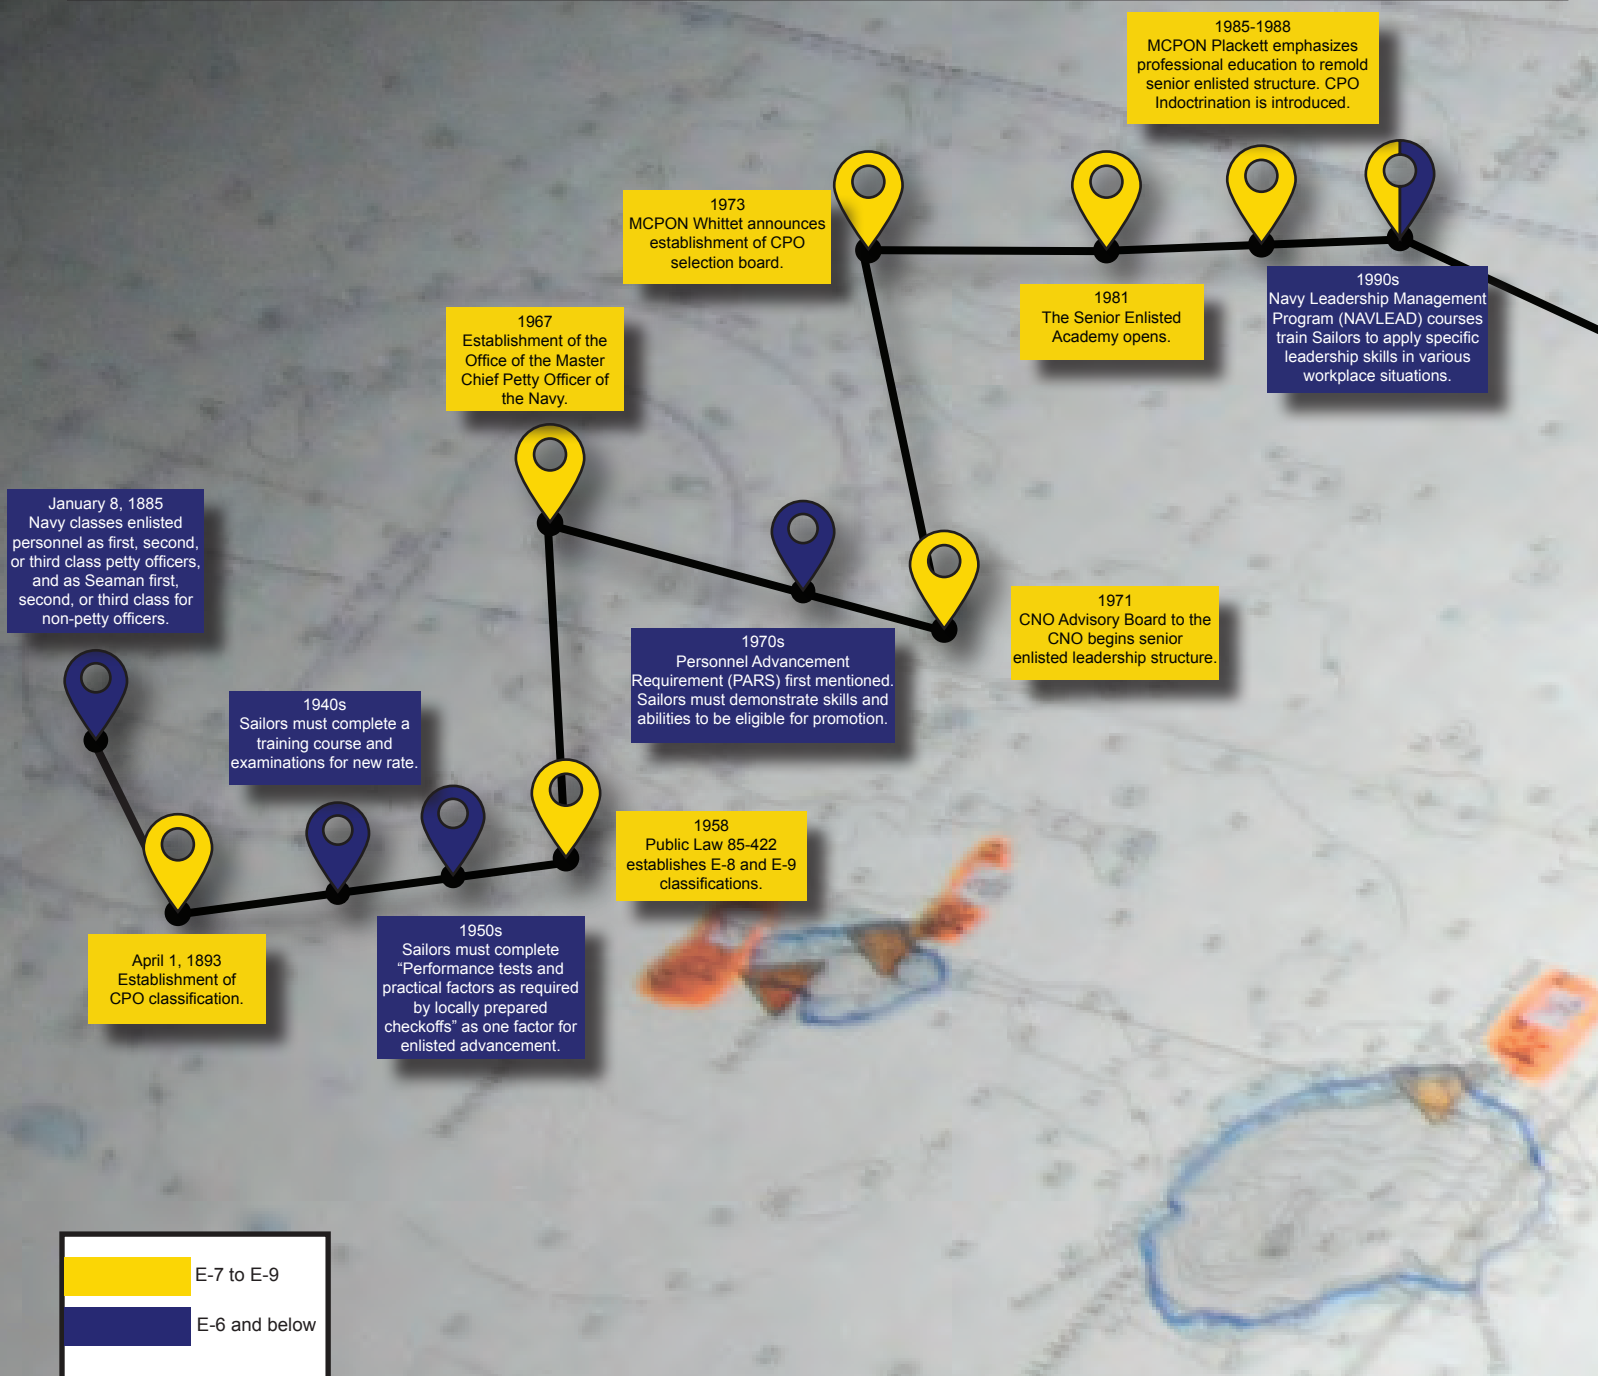 1985-1988
MCPON Plackett emphasizes
professional education to remold
senior enlisted structure. CPO
Indoctrination is introduced.
1973
MCPON Whittet announces
establishment of CPO
selection board.
1981
The Senior Enlisted
Academy opens.
1990s
Navy Leadership Management
Program (NAVLEAD) courses
train Sailors to apply specific
leadership skills in various
workplace situations.
1967
Establishment of the
Office of the Master
Chief Petty Officer of
the Navy.
January 8, 1885
Navy classes enlisted
personnel as first, second,
or third class petty officers,
and as Seaman first,
second, or third class for
non-petty officers.
1970s
Personnel Advancement
Requirement (PARS) first mentioned.
Sailors must demonstrate skills and
abilities to be eligible for promotion.
1971
CNO Advisory Board to the
CNO begins senior
enlisted leadership structure.
1940s
Sailors must complete a
training course and
examinations for new rate.
1958
Public Law 85-422
establishes E-8 and E-9
classifications.
April 1, 1893
Establishment of
CPO classification.
1950s
Sailors must complete
“Performance tests and
practical factors as required
by locally prepared
checkoffs” as one factor for
enlisted advancement.
E-7 to E-9
E-6 and below